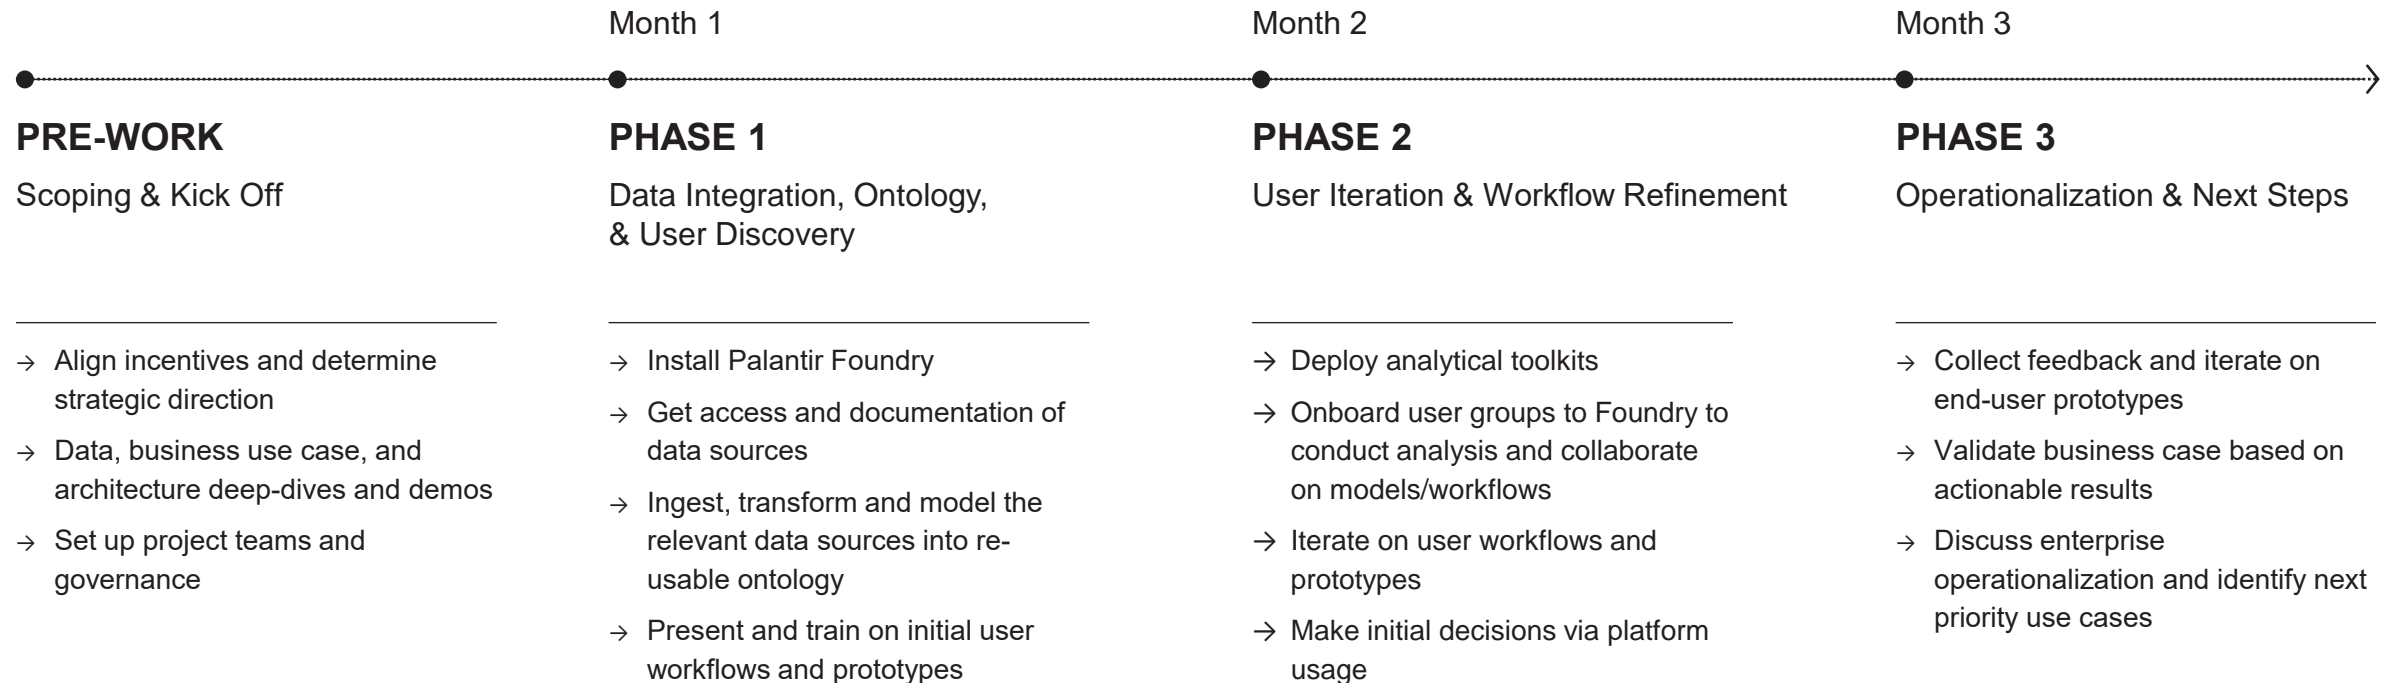 Month 1
Month 2
Month 3
PRE-WORK
Scoping & Kick Off
→ Align incentives and determine
strategic direction
→ Data, business use case, and
architecture deep-dives and demos
→ Set up project teams and
governance
PHASE 1
Data Integration, Ontology,
& User Discovery
→ Install Palantir Foundry
→ Get access and documentation of
data sources
→ Ingest, transform and model the
relevant data sources into re-
usable ontology
→ Present and train on initial user
workflows and prototypes
PHASE 2
User Iteration & Workflow Refinement
→ Deploy analytical toolkits
→ Onboard user groups to Foundry to
conduct analysis and collaborate
on models/workflows
→ Iterate on user workflows and
prototypes
→ Make initial decisions via platform
usage
PHASE 3
Operationalization & Next Steps
→ Collect feedback and iterate on
end-user prototypes
→ Validate business case based on
actionable results
→ Discuss enterprise
operationalization and identify next
priority use cases